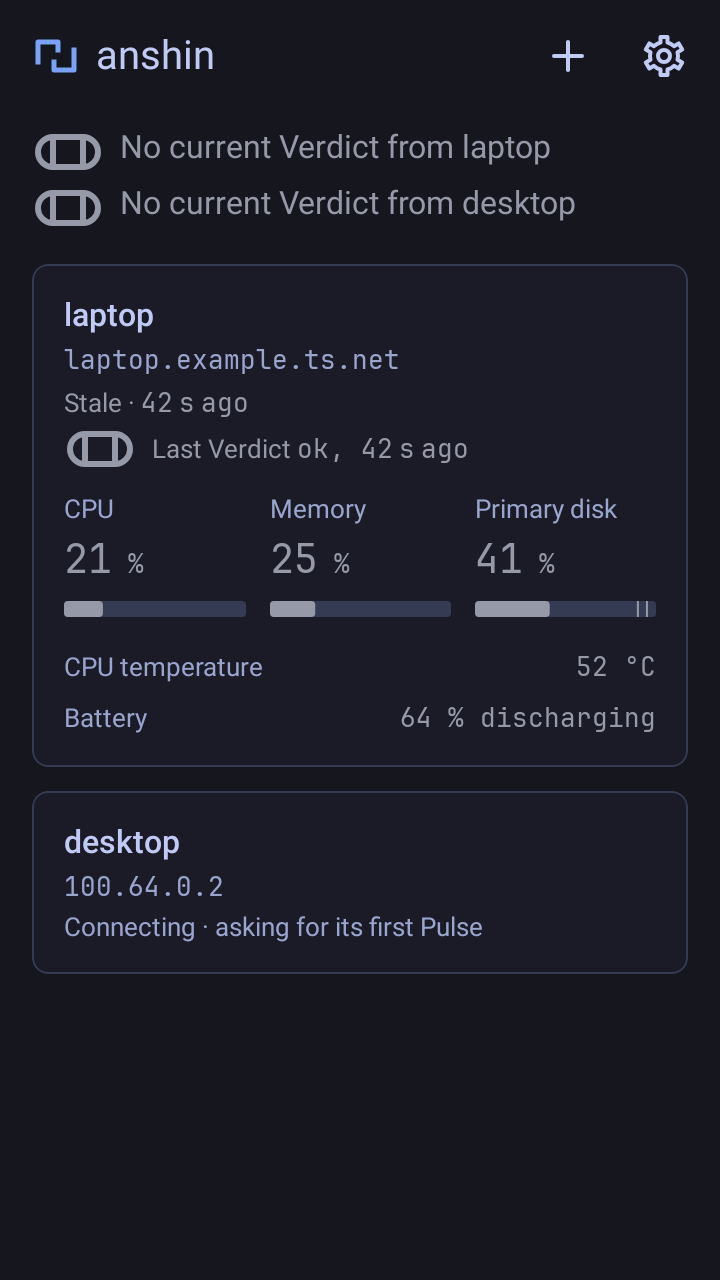 anshin
No current Verdict from laptop
No current Verdict from desktop
laptop
laptop.example.ts.net
Stale · 42 s ago
Last Verdict ok, 42 s ago
CPU Memory Primary disk
21 % 25 % 41 %
CPU temperature 52 °C
Battery 64 % discharging
desktop
100.64.0.2
Connecting · asking for its first Pulse